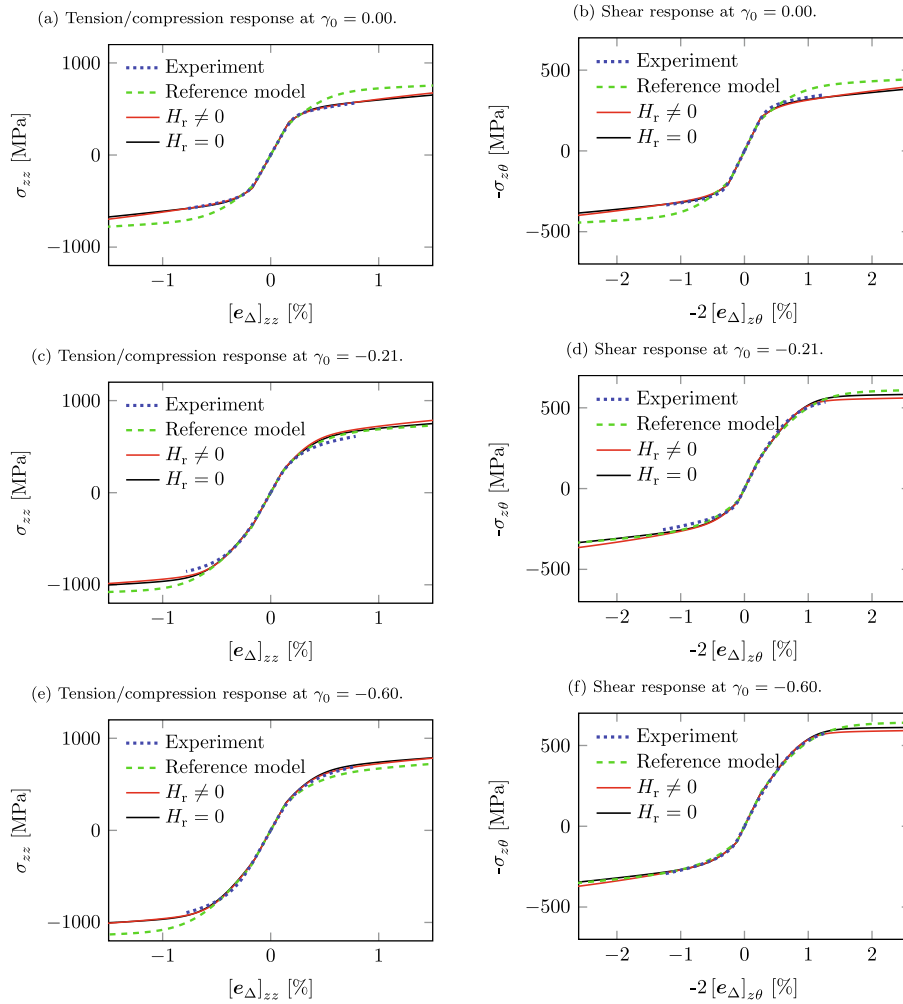 (a) Tension/compression response at γ₀ = 0.00.
1000
0
−1000
σzz [MPa]
Experiment
Reference model
Hr ≠ 0
Hr = 0
−1 0 1
[eΔ]zz [%]
(b) Shear response at γ₀ = 0.00.
500
0
−500
-σzθ [MPa]
Experiment
Reference model
Hr ≠ 0
Hr = 0
−2 −1 0 1 2
-2 [eΔ]zθ [%]
(c) Tension/compression response at γ₀ = −0.21.
1000
0
−1000
σzz [MPa]
Experiment
Reference model
Hr ≠ 0
Hr = 0
−1 0 1
[eΔ]zz [%]
(d) Shear response at γ₀ = −0.21.
500
0
−500
-σzθ [MPa]
Experiment
Reference model
Hr ≠ 0
Hr = 0
−2 −1 0 1 2
-2 [eΔ]zθ [%]
(e) Tension/compression response at γ₀ = −0.60.
1000
0
−1000
σzz [MPa]
Experiment
Reference model
Hr ≠ 0
Hr = 0
−1 0 1
[eΔ]zz [%]
(f) Shear response at γ₀ = −0.60.
500
0
−500
-σzθ [MPa]
Experiment
Reference model
Hr ≠ 0
Hr = 0
−2 −1 0 1 2
-2 [eΔ]zθ [%]